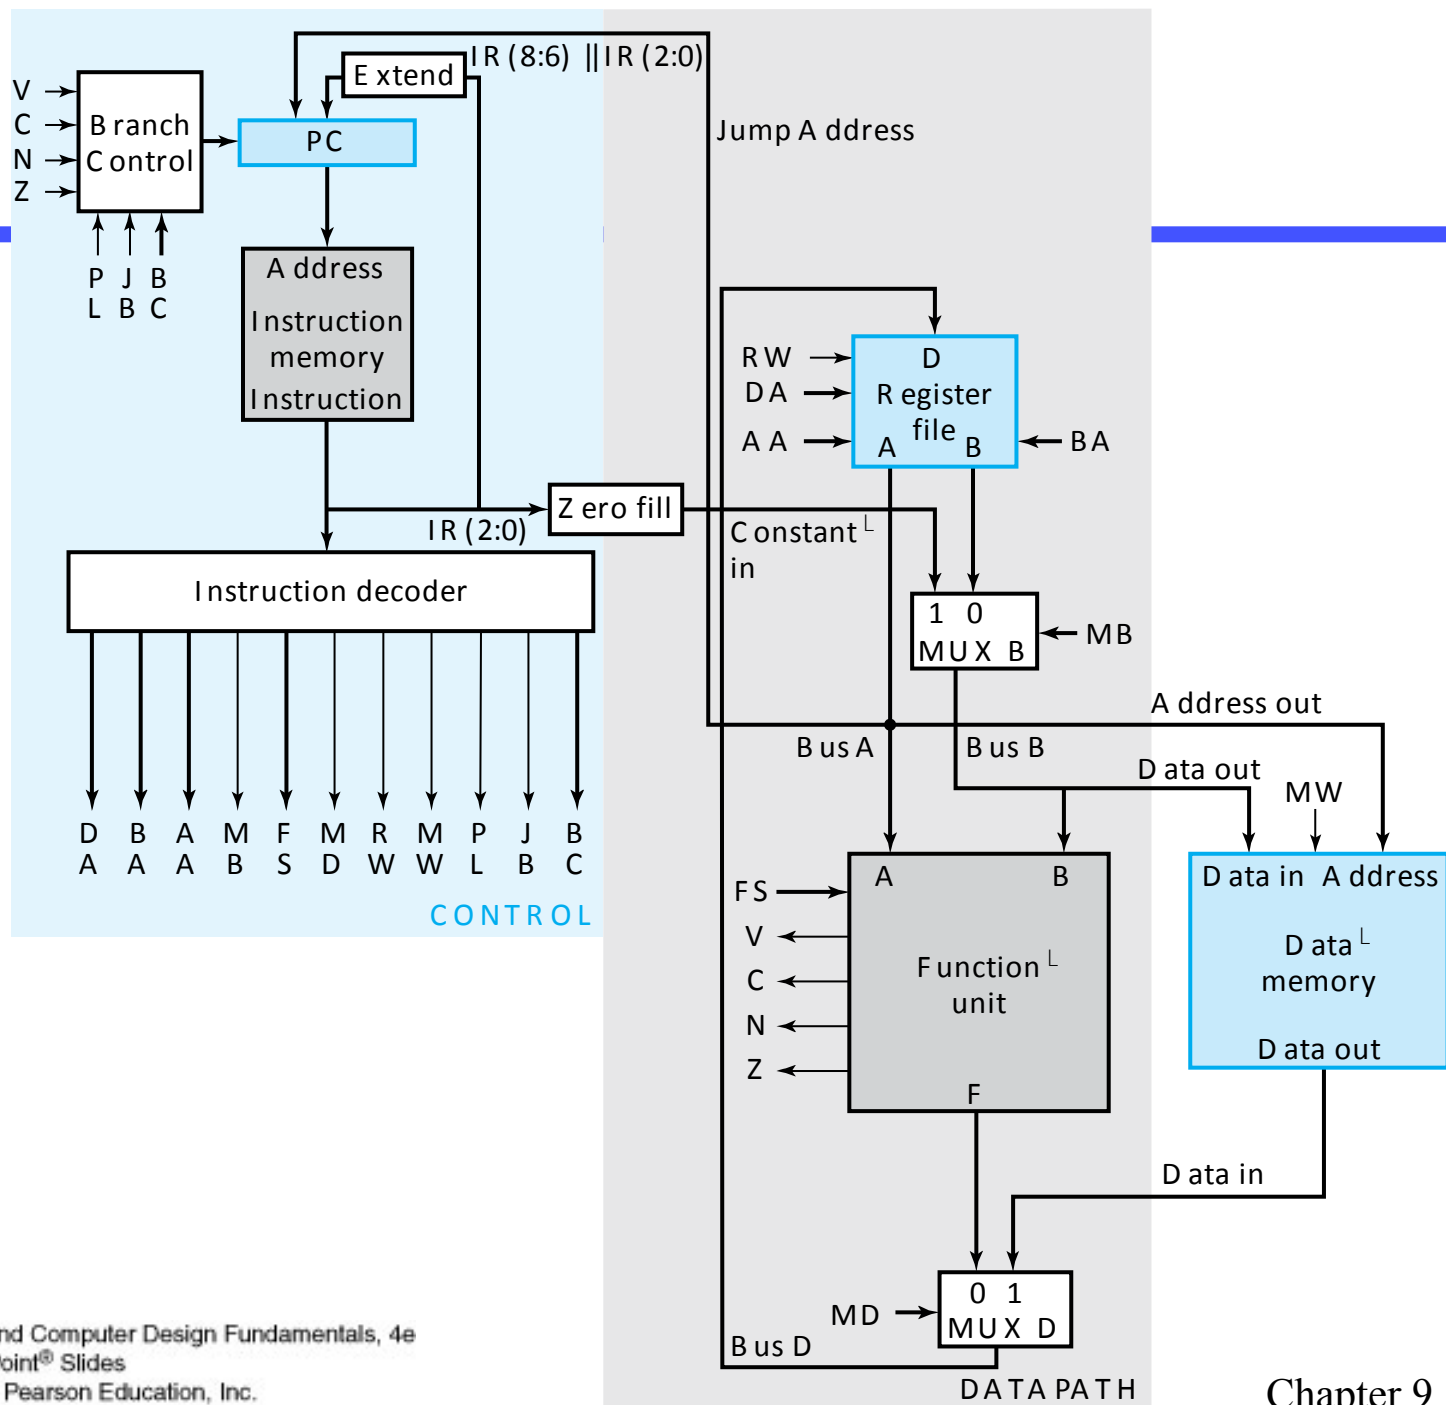 IR (8:6) || IR (2:0)
Extend
V
C
N
Z
Branch
Control
PC
Jump Address
P J B
L B C
Address
Instruction
memory
Instruction
RW
DA
AA
D
Register
file
A B
BA
IR (2:0)
Zero fill
Constant
in
Instruction decoder
1 0
MUX B
MB
Address out
Bus A
Bus B
Data out
MW
D B A M F M R M P J B
A A A B S D W W L B C
CONTROL
FS
V
C
N
Z
A B
Function
unit
F
Data in Address
Data
memory
Data out
Data in
MD
0 1
MUX D
Bus D
DATAPATH
nd Computer Design Fundamentals, 4e
oint® Slides
Pearson Education, Inc.
Chapter 9